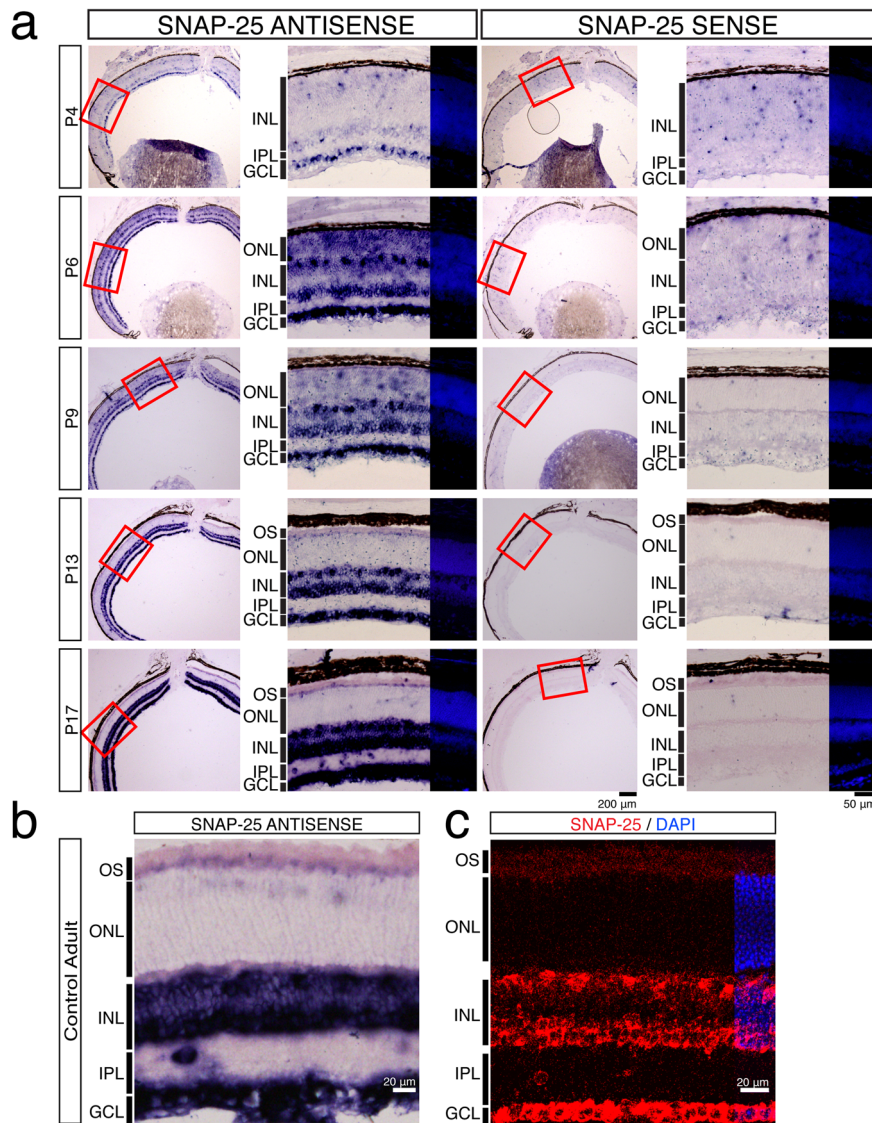 a
SNAP-25 ANTISENSE
SNAP-25 SENSE
P4
INL
IPL
GCL
INL
IPL
GCL
P6
ONL
INL
IPL
GCL
ONL
INL
IPL
GCL
P9
ONL
INL
IPL
GCL
ONL
INL
IPL
GCL
P13
OS
ONL
INL
IPL
GCL
OS
ONL
INL
IPL
GCL
P17
OS
ONL
INL
IPL
GCL
OS
ONL
INL
IPL
GCL
200 µm
50 µm
b
SNAP-25 ANTISENSE
Control Adult
OS
ONL
INL
IPL
GCL
20 µm
c
SNAP-25 / DAPI
OS
ONL
INL
IPL
GCL
20 µm